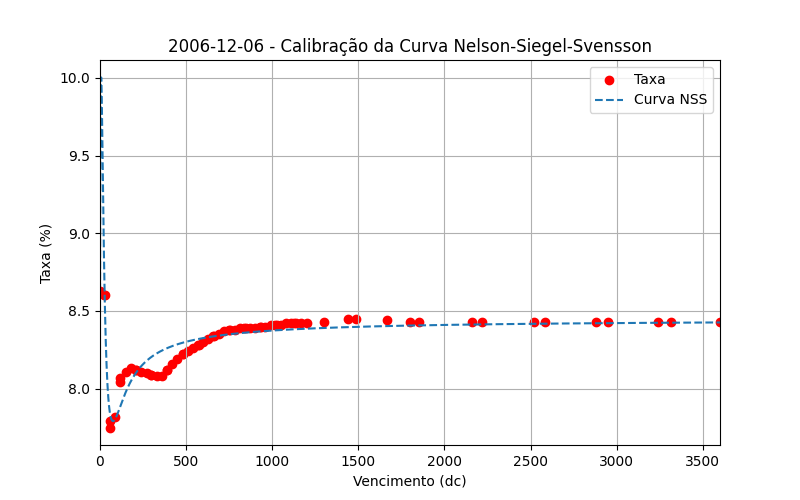 2006-12-06 - Calibração da Curva Nelson-Siegel-Svensson
Taxa
Curva NSS
Taxa (%)
10.0
9.5
9.0
8.5
8.0
0 500 1000 1500 2000 2500 3000 3500
Vencimento (dc)